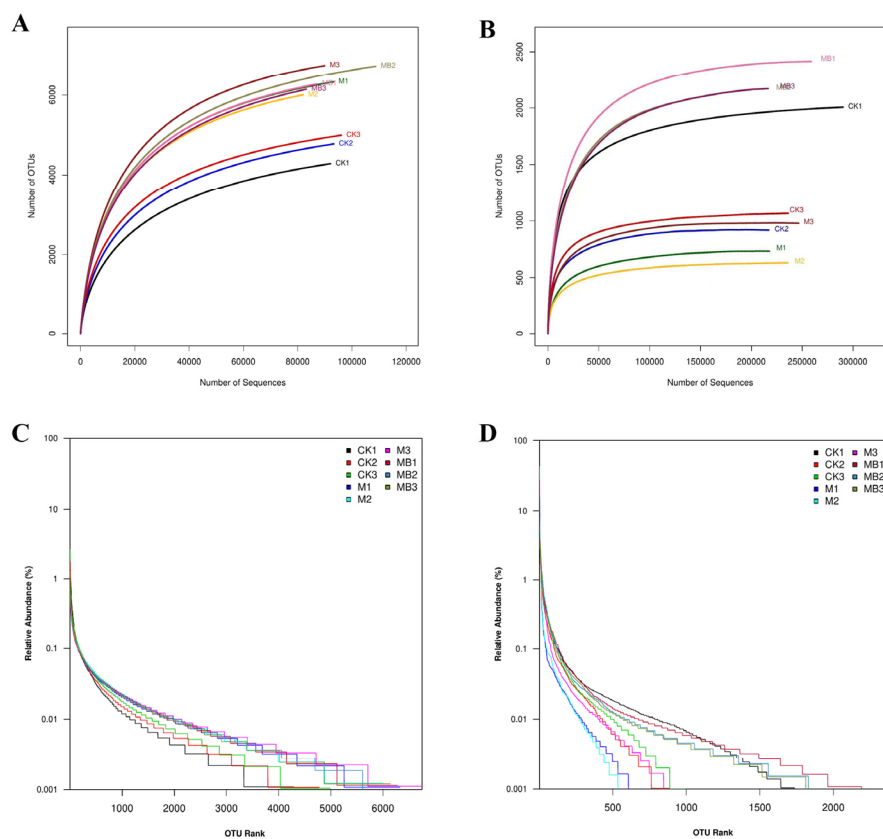 A
Number of OTUs
0
2000
4000
6000
M3
MB2
M1
MB3
M2
CK3
CK2
CK1
0
20000
40000
60000
80000
100000
120000
Number of Sequences
B
Number of OTUs
0
500
1000
1500
2000
2500
MB1
MB3
CK1
CK3
M3
CK2
M1
M2
0
50000
100000
150000
200000
250000
300000
Number of Sequences
C
Relative Abundance (%)
100
10
1
0.1
0.01
0.001
CK1 M3
CK2 MB1
CK3 MB2
M1 MB3
M2
1000
2000
3000
4000
5000
6000
OTU Rank
D
Relative Abundance (%)
100
10
1
0.1
0.01
0.001
CK1 M3
CK2 MB1
CK3 MB2
M1 MB3
M2
500
1000
1500
2000
OTU Rank